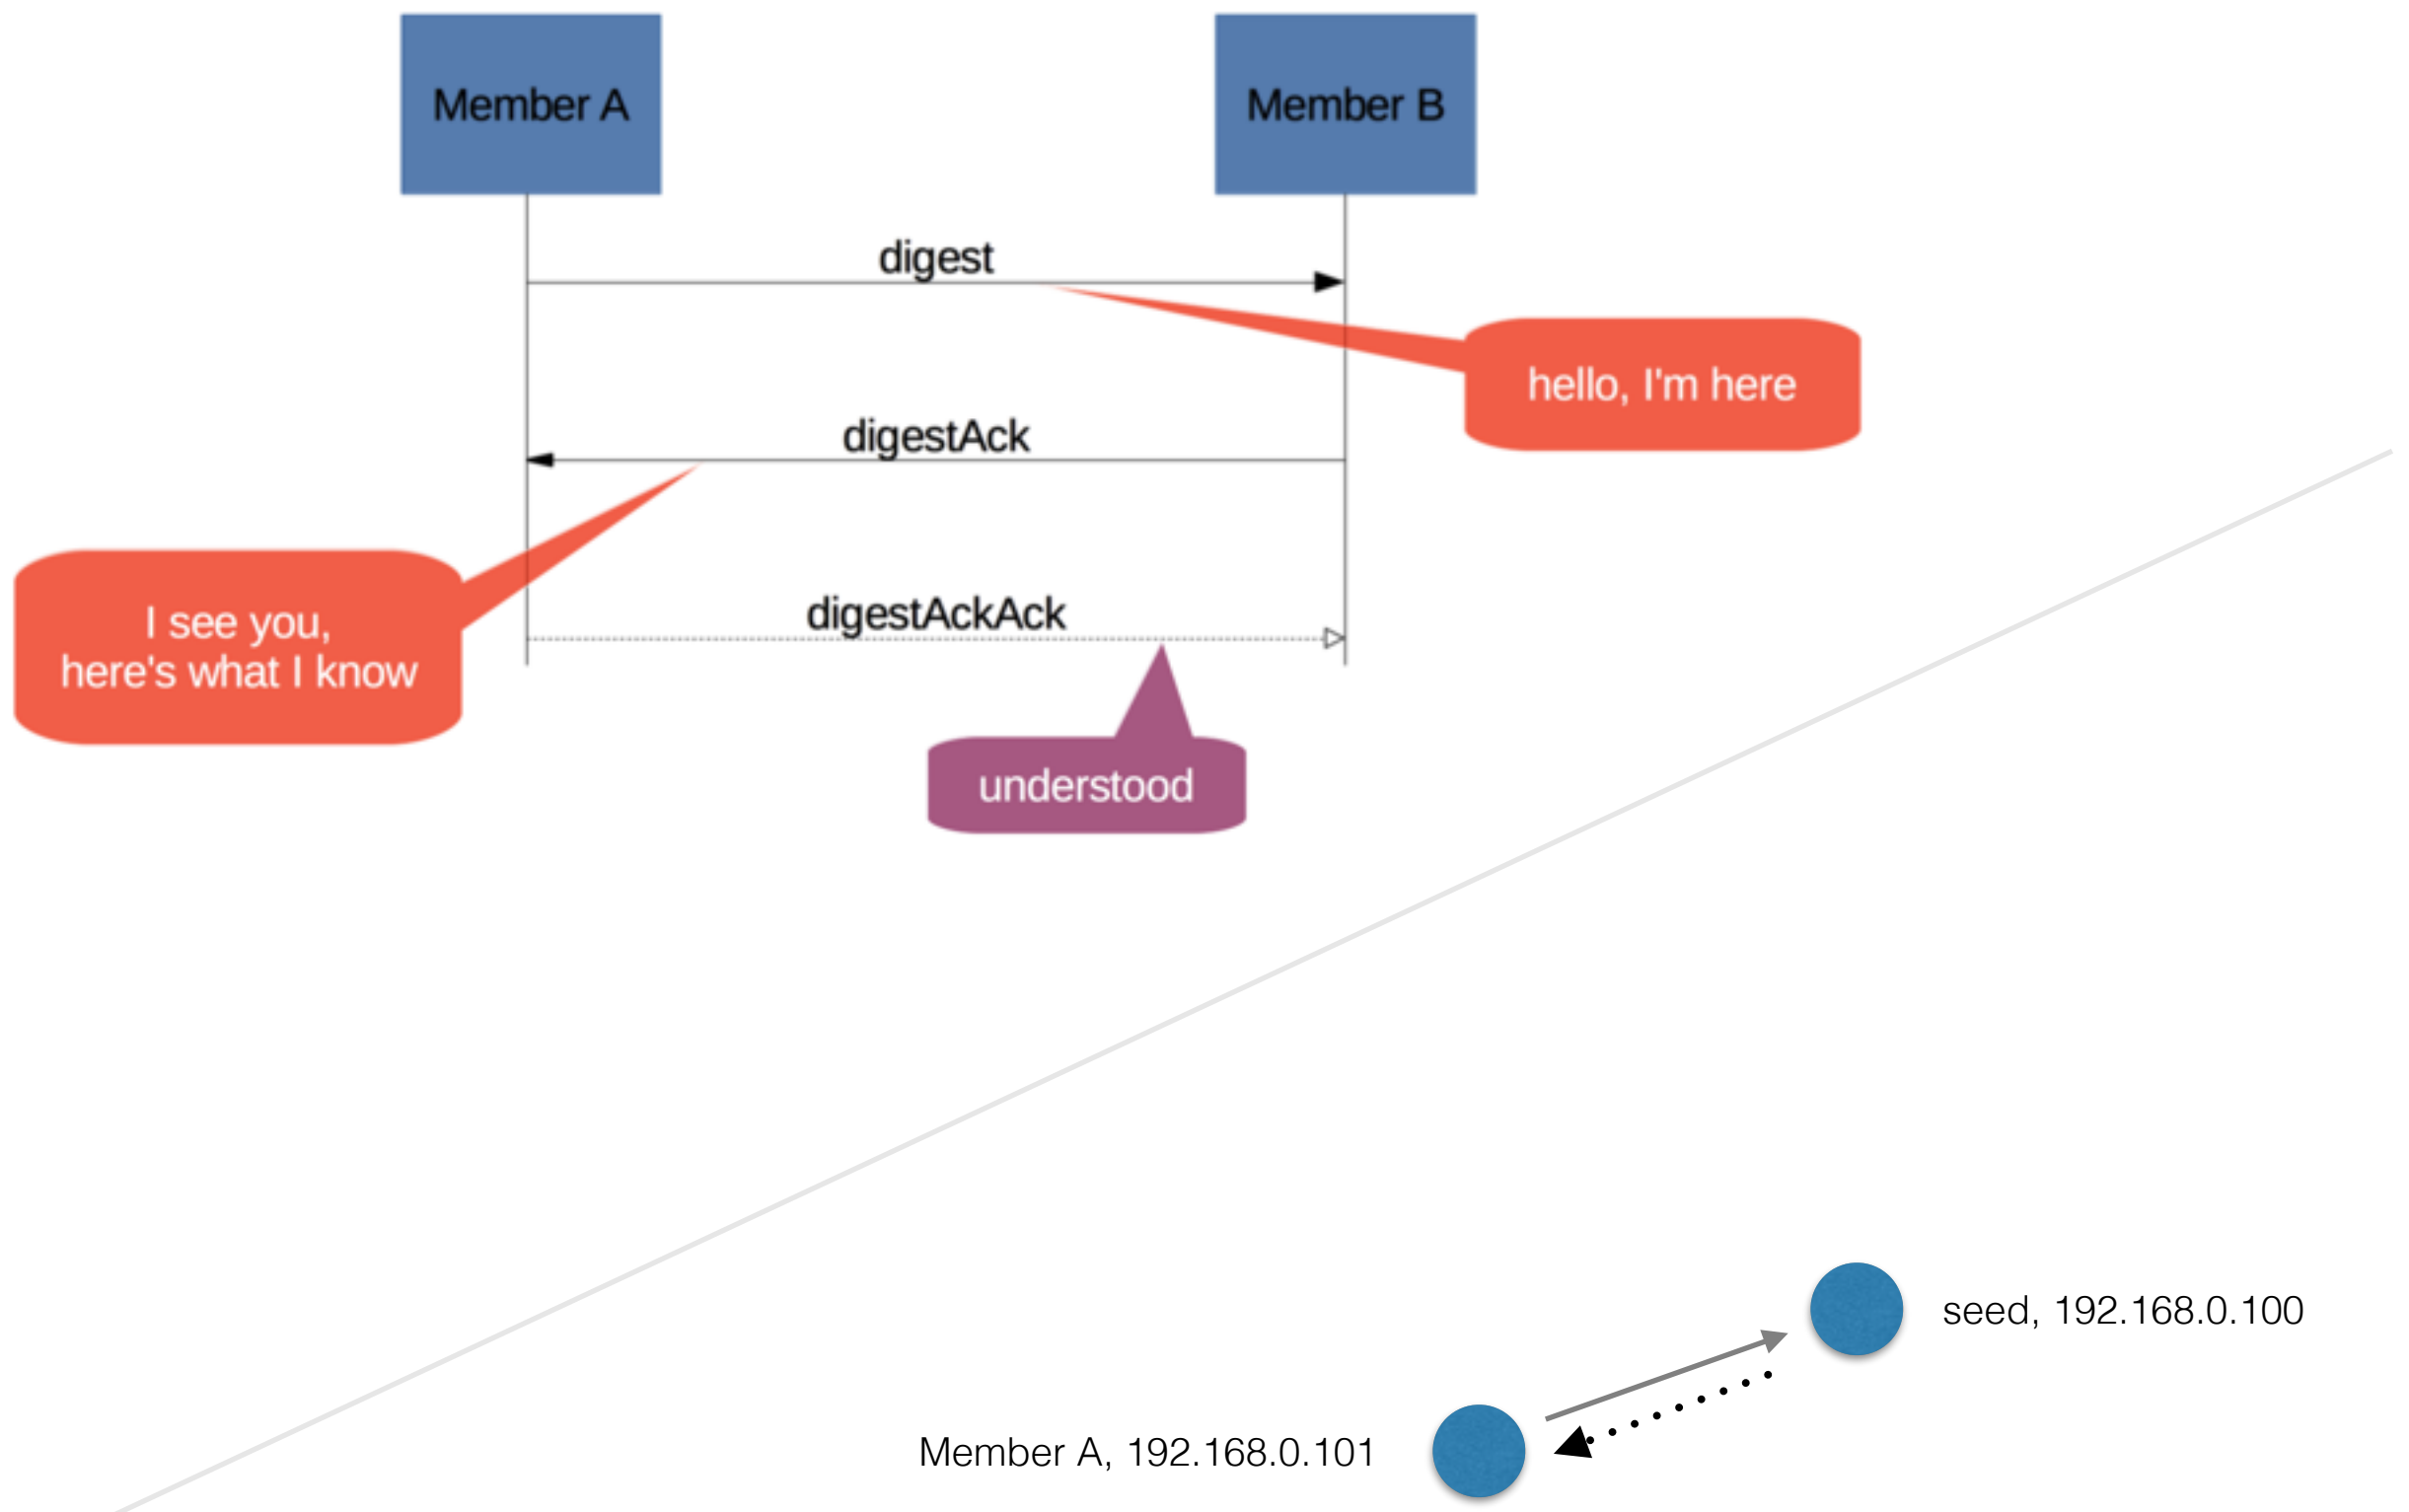 Member A
Member B
digest
hello, I'm here
digestAck
I see you,
here's what I know
digestAckAck
understood
seed, 192.168.0.100
Member A, 192.168.0.101